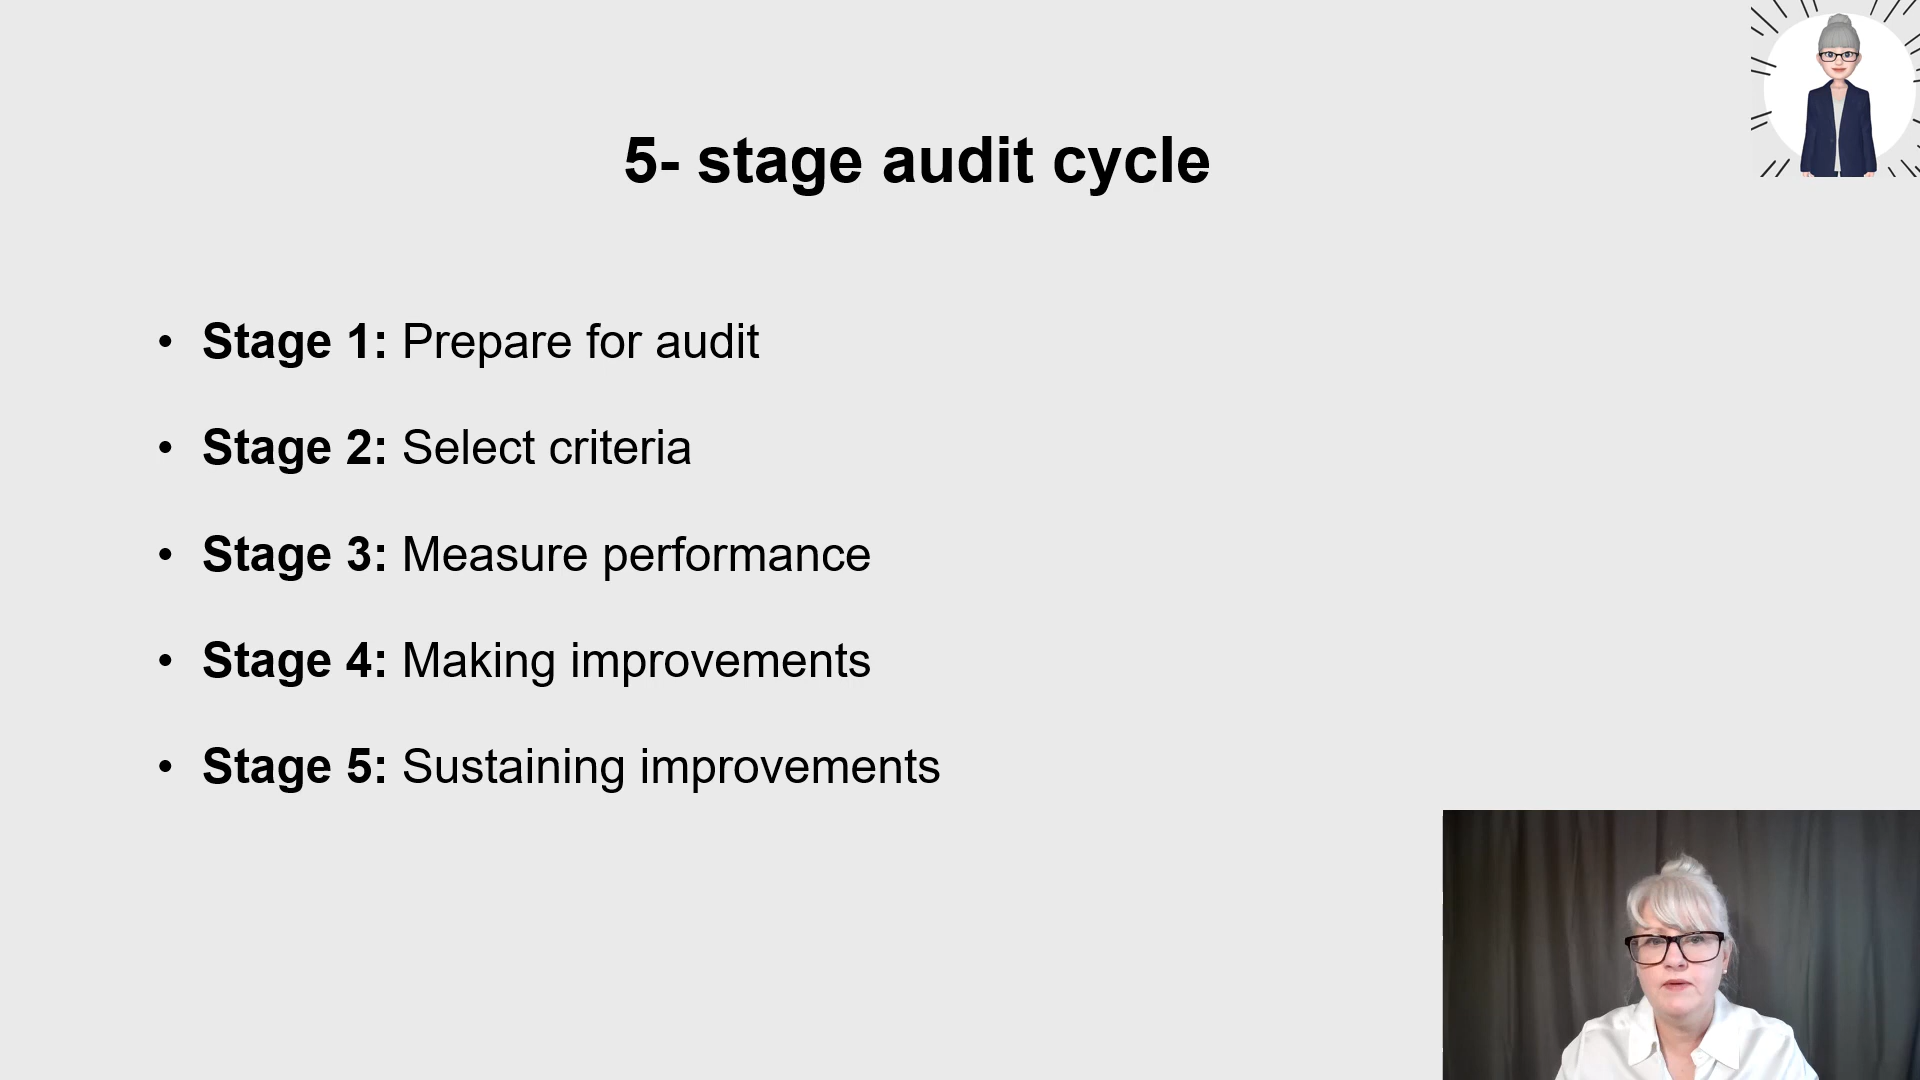 5- stage audit cycle
• Stage 1: Prepare for audit
• Stage 2: Select criteria
• Stage 3: Measure performance
• Stage 4: Making improvements
• Stage 5: Sustaining improvements